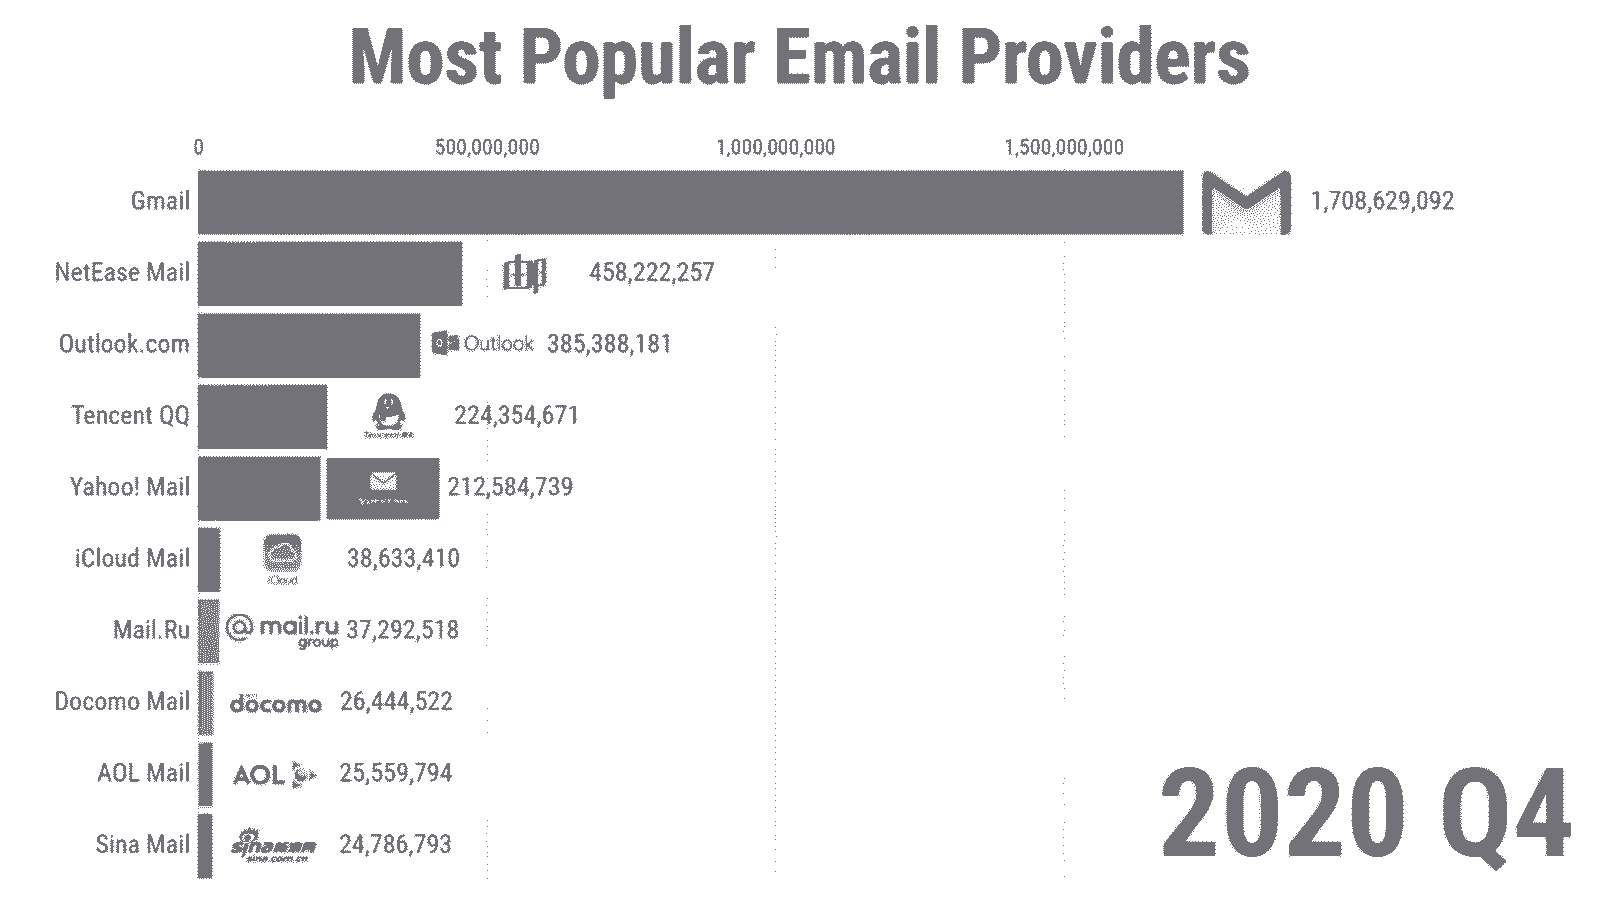 Most Popular Email Providers
0 500,000,000 1,000,000,000 1,500,000,000
Gmail 1,708,629,092
NetEase Mail 458,222,257
Outlook.com Outlook 385,388,181
Tencent QQ 224,354,671
Yahoo! Mail 212,584,739
iCloud Mail 38,633,410
iCloud
Mail.Ru @mail.ru 37,292,518
group
Docomo Mail döcomo 26,444,522
AOL Mail AOL 25,559,794
Sina Mail sina 24,786,793
sina.com.cn
2020 Q4